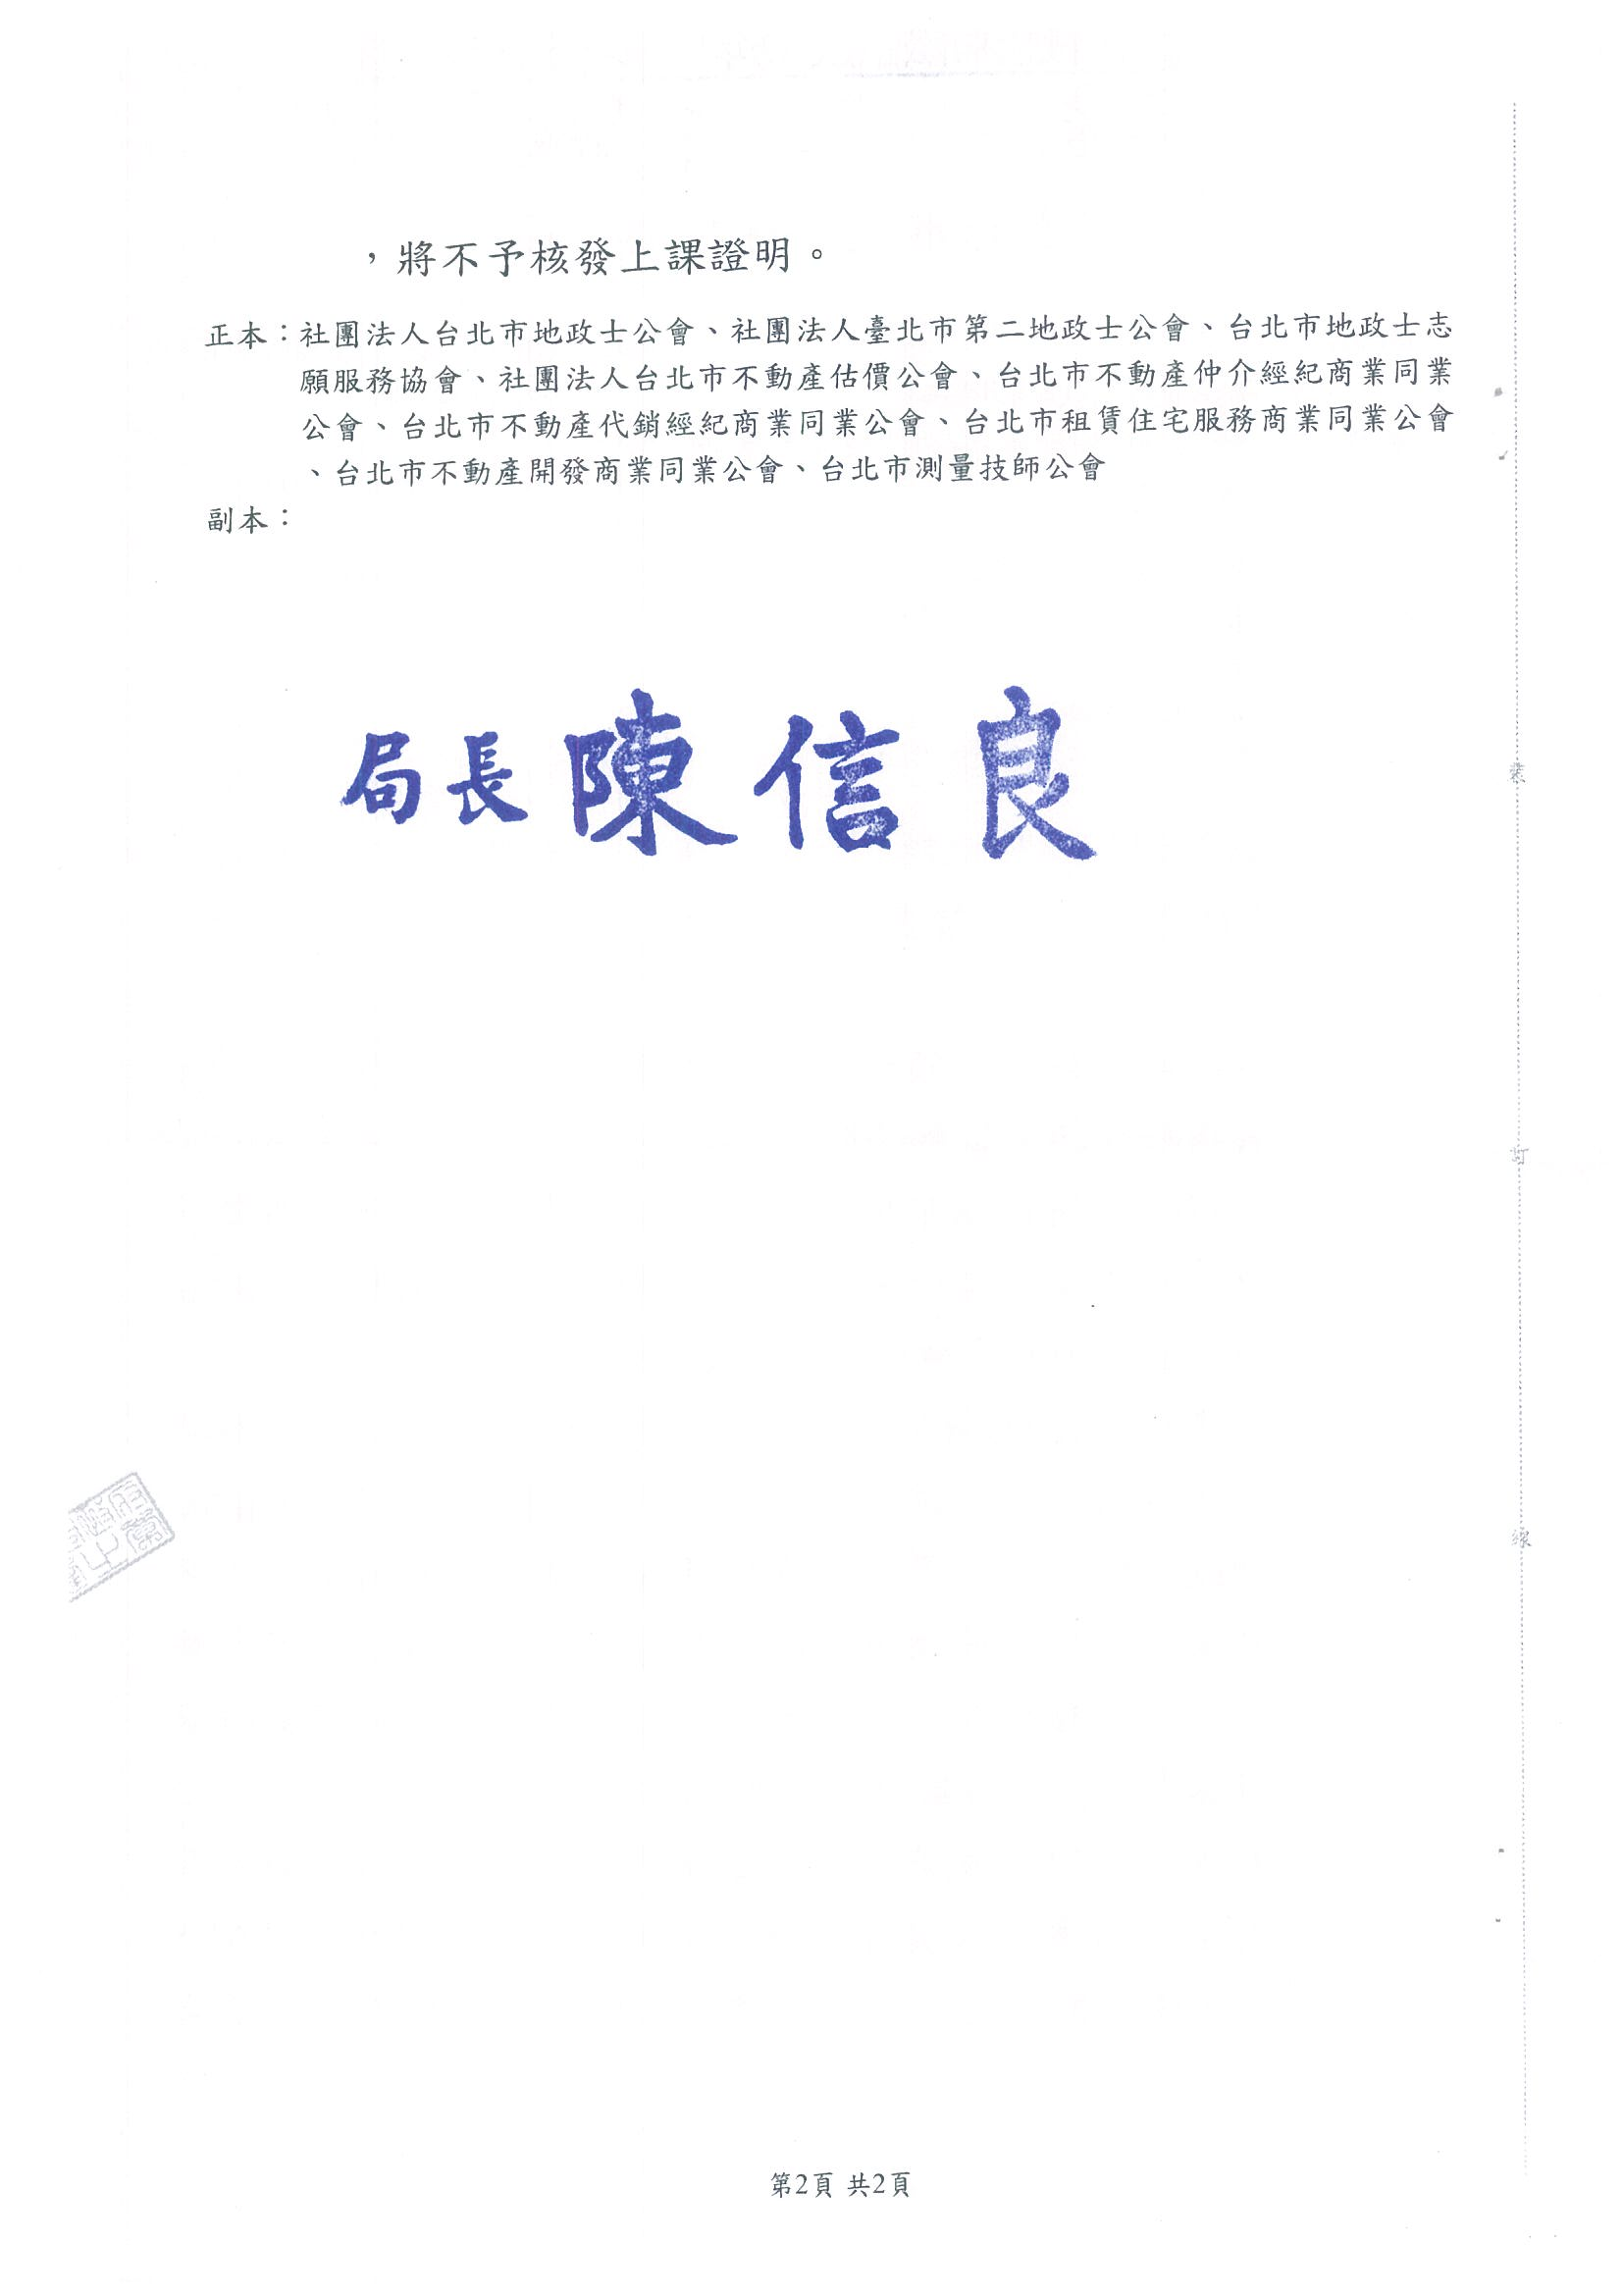 ，將不予核發上課證明。
正本：社團法人台北市地政士公會、社團法人臺北市第二地政士公會、台北市地政士志
願服務協會、社團法人台北市不動產估價公會、台北市不動產仲介經紀商業同業
公會、台北市不動產代銷經紀商業同業公會、台北市租賃住宅服務商業同業公會
、台北市不動產開發商業同業公會、台北市測量技師公會
副本：
局長陳信良
訂
線
第2頁 共2頁